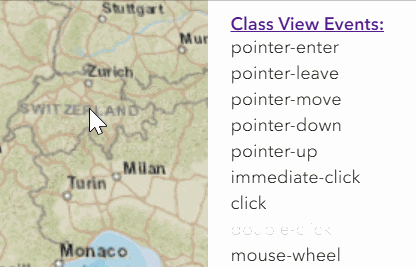 Stuttgart
Mun
Zurich
SWITZERLAND
Milan
Turin
Monaco
Class View Events:
pointer-enter
pointer-leave
pointer-move
pointer-down
pointer-up
immediate-click
click
double-click
mouse-wheel